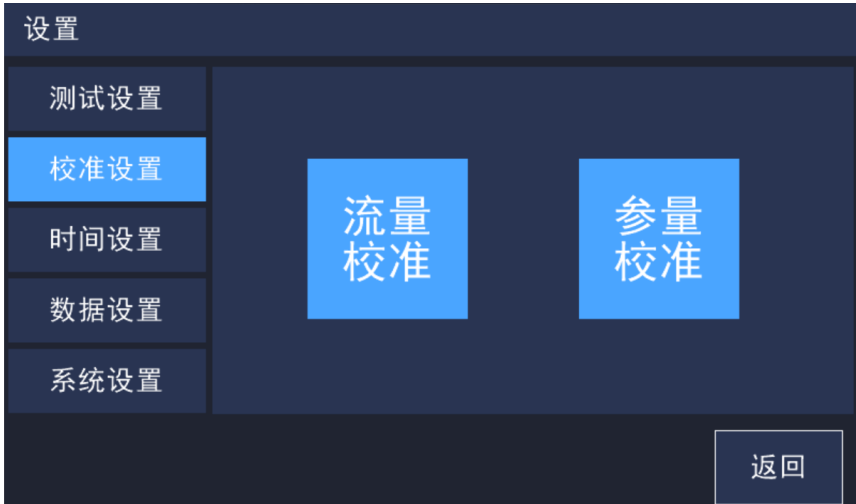 设置
测试设置
校准设置
时间设置
数据设置
系统设置
流量
校准
参量
校准
返回